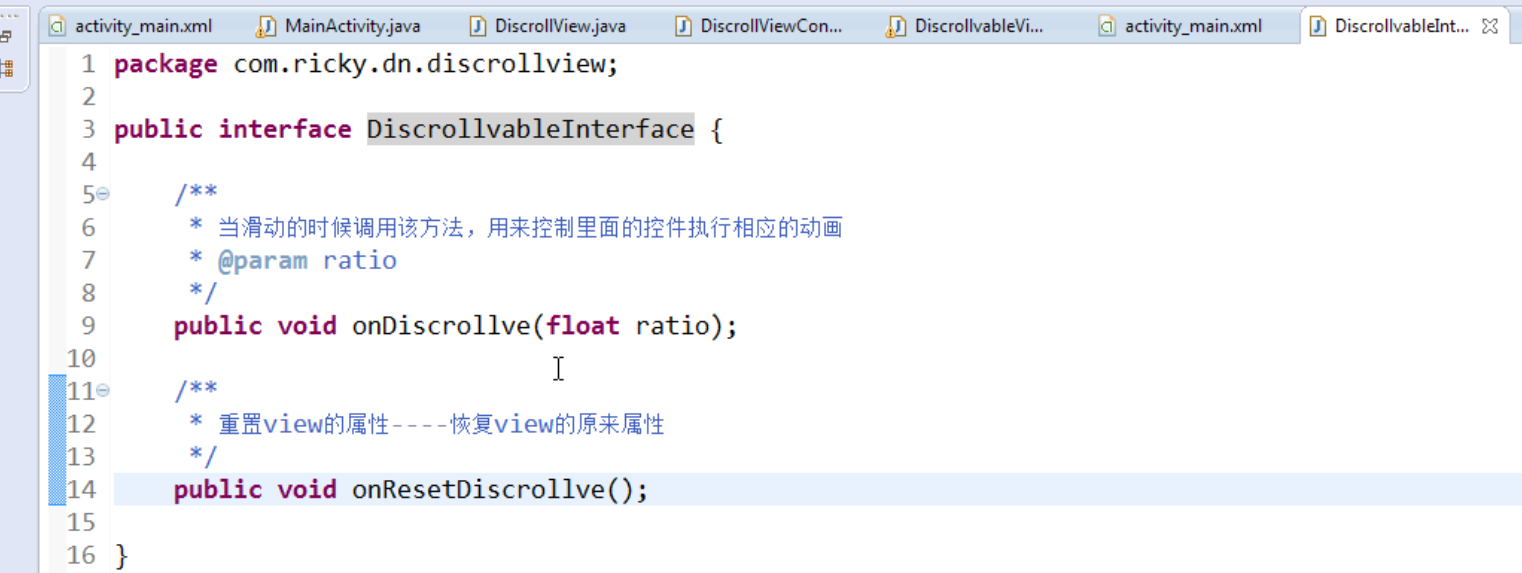 activity_main.xml MainActivity.java DiscrollView.java DiscrollViewCon... DiscrollvableVi... activity_main.xml DiscrollvableInt...
1 package com.ricky.dn.discrollview;
2
3 public interface DiscrollvableInterface {
4
5 /**
6 * 当滑动的时候调用该方法，用来控制里面的控件执行相应的动画
7 * @param ratio
8 */
9 public void onDiscrollve(float ratio);
10
11 /**
12 * 重置view的属性----恢复view的原来属性
13 */
14 public void onResetDiscrollve();
15
16 }